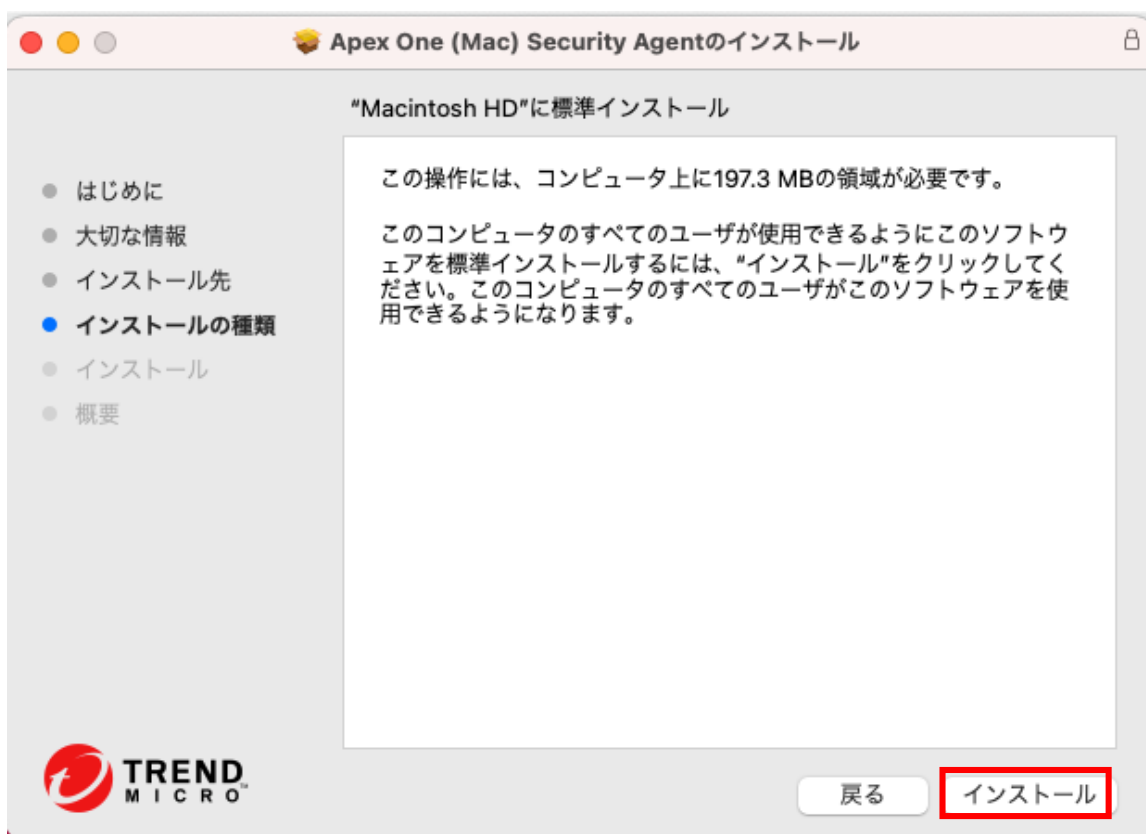 Apex One (Mac) Security Agentのインストール
“Macintosh HD”に標準インストール
はじめに
大切な情報
インストール先
インストールの種類
インストール
概要
この操作には、コンピュータ上に197.3 MBの領域が必要です。
このコンピュータのすべてのユーザが使用できるようにこのソフトウ
ェアを標準インストールするには、“インストール”をクリックしてく
ださい。このコンピュータのすべてのユーザがこのソフトウェアを使
用できるようになります。
TREND
MICRO
戻る
インストール